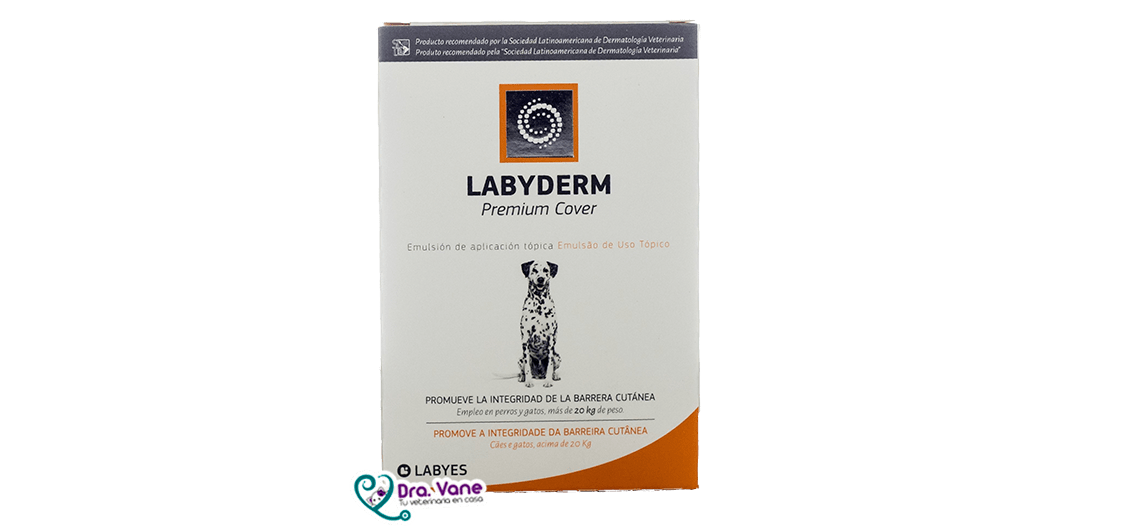 Producto recomendado por la Sociedad Latinoamericana de Dermatología Veterinaria
Produto recomendado pela "Sociedad Latinoamericana de Dermatología Veterinaria"
LABYDERM
Premium Cover
Emulsión de aplicación tópica Emulsão de Uso Tópico
PROMUEVE LA INTEGRIDAD DE LA BARRERA CUTÁNEA
Empleo en perros y gatos, más de 20 kg de peso.
PROMOVE A INTEGRIDADE DA BARREIRA CUTÂNEA
Cães e gatos, acima de 20 Kg
LABYES
Dra. Vane
Tu veterinaria en casa